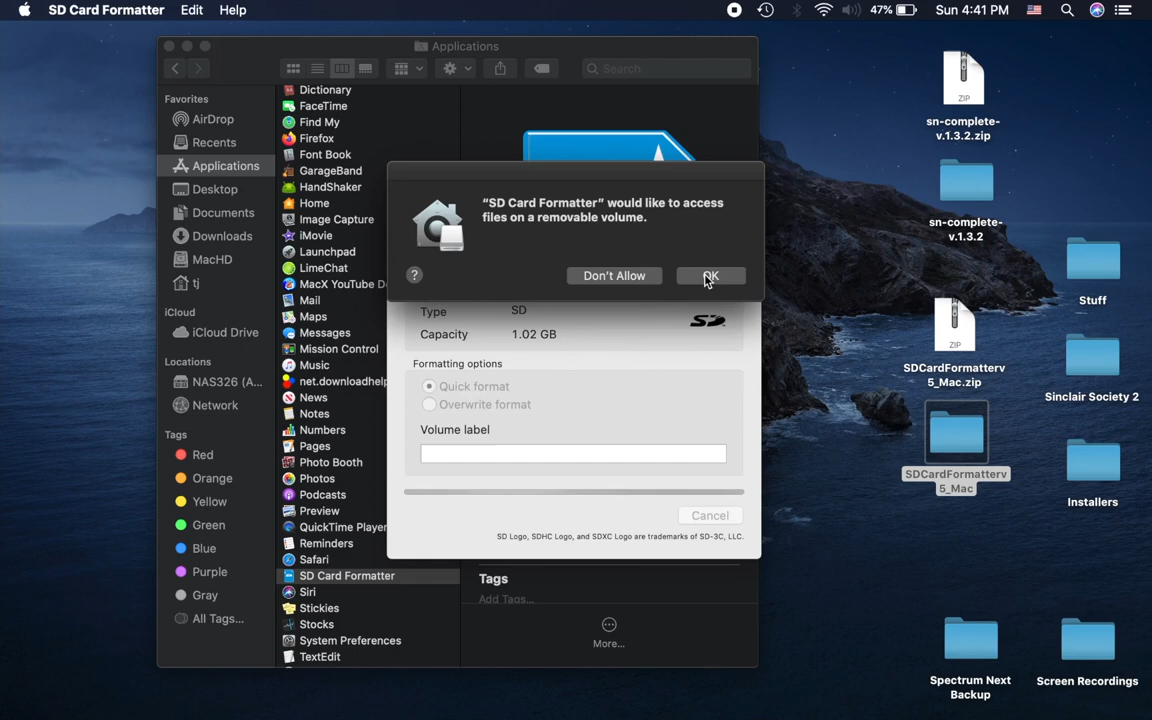 SD Card Formatter Edit Help
47% Sun 4:41 PM
Applications
Search
Favorites
AirDrop
Recents
Applications
Desktop
Documents
Downloads
MacHD
tj
iCloud
iCloud Drive
Locations
NAS326 (A...
Network
Tags
Red
Orange
Yellow
Green
Blue
Purple
Gray
All Tags...
Dictionary
FaceTime
Find My
Firefox
Font Book
GarageBand
HandShaker
Home
Image Capture
iMovie
Launchpad
LimeChat
MacX YouTube D
Mail
Maps
Messages
Mission Control
Music
net.downloadhelp
News
Notes
Numbers
Pages
Photo Booth
Photos
Podcasts
Preview
QuickTime Player
Reminders
Safari
SD Card Formatter
Siri
Stickies
Stocks
System Preferences
TextEdit
“SD Card Formatter” would like to access
files on a removable volume.
?
Don’t Allow
OK
Type SD
SD
Capacity 1.02 GB
Formatting options
Quick format
Overwrite format
Volume label
Cancel
SD Logo, SDHC Logo, and SDXC Logo are trademarks of SD-3C, LLC.
Tags
Add Tags...
More...
ZIP
sn-complete-
v.1.3.2.zip
sn-complete-
v.1.3.2
Stuff
ZIP
SDCardFormatterv
5_Mac.zip
Sinclair Society 2
SDCardFormatterv
5_Mac
Installers
Spectrum Next
Backup
Screen Recordings